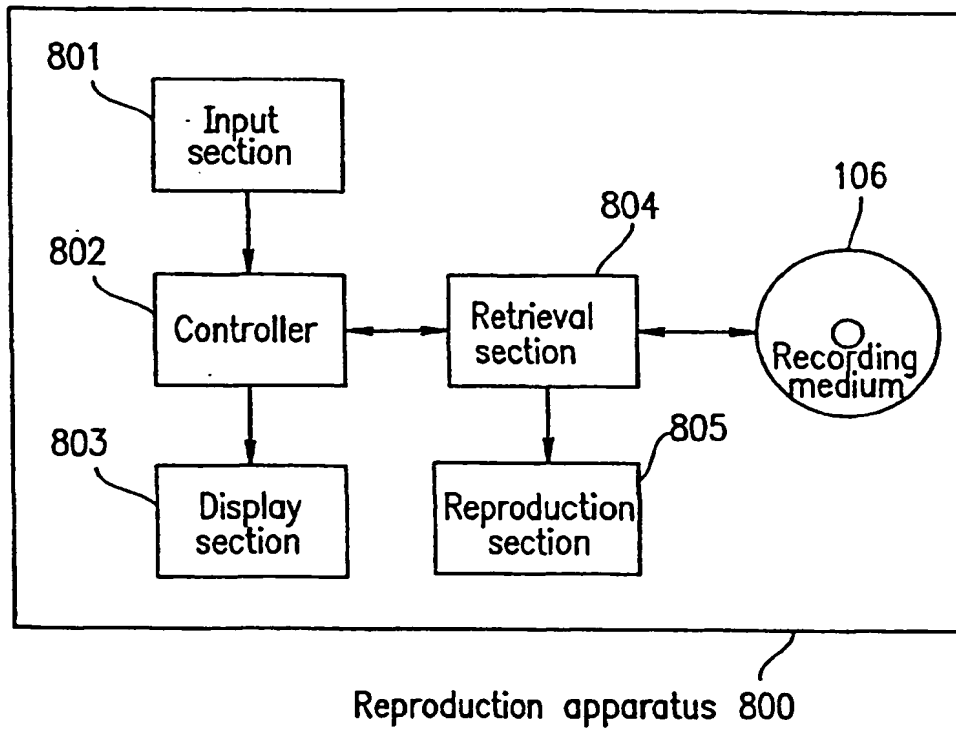 801
Input
section
802
Controller
803
Display
section
804
Retrieval
section
805
Reproduction
section
106
Recording
medium
800
Reproduction apparatus 800